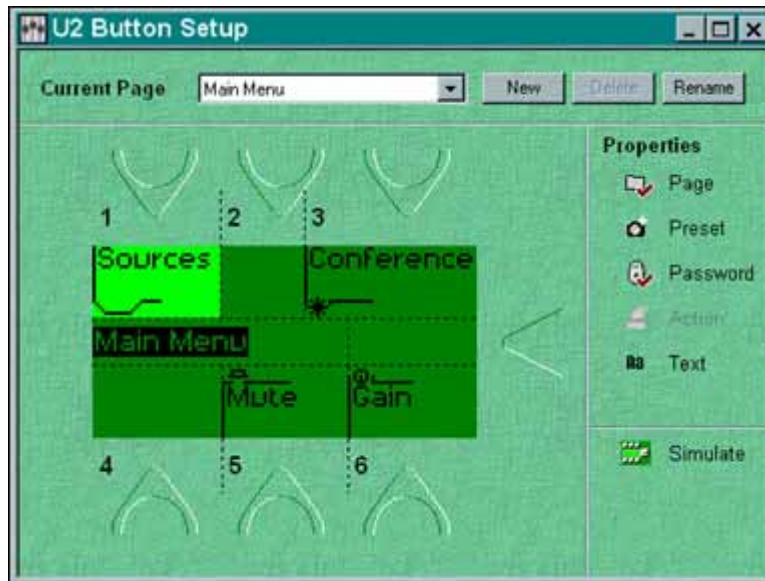 U2 Button Setup
Current Page Main Menu New Delete Rename
Properties
Page
Preset
Password
Action
Text
Simulate
1 2 3
Sources Conference
Main Menu
Mute Gain
4 5 6